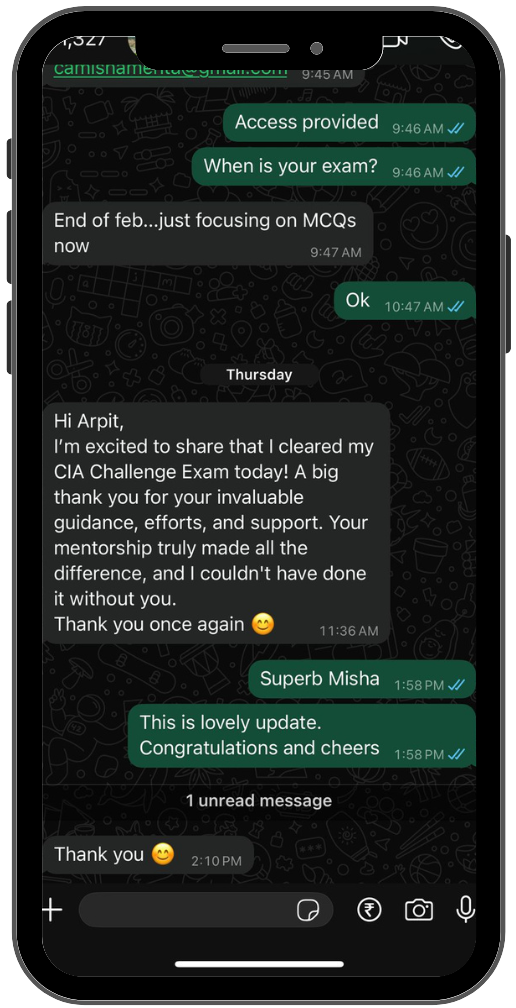 1,327
9:45 AM
Access provided 9:46 AM
When is your exam? 9:46 AM
End of feb...just focusing on MCQs
now 9:47 AM
Ok 10:47 AM
Thursday
Hi Arpit,
I'm excited to share that I cleared my
CIA Challenge Exam today! A big
thank you for your invaluable
guidance, efforts, and support. Your
mentorship truly made all the
difference, and I couldn't have done
it without you.
Thank you once again 😊 11:36 AM
Superb Misha 1:58 PM
This is lovely update.
Congratulations and cheers 1:58 PM
1 unread message
Thank you 😊 2:10 PM